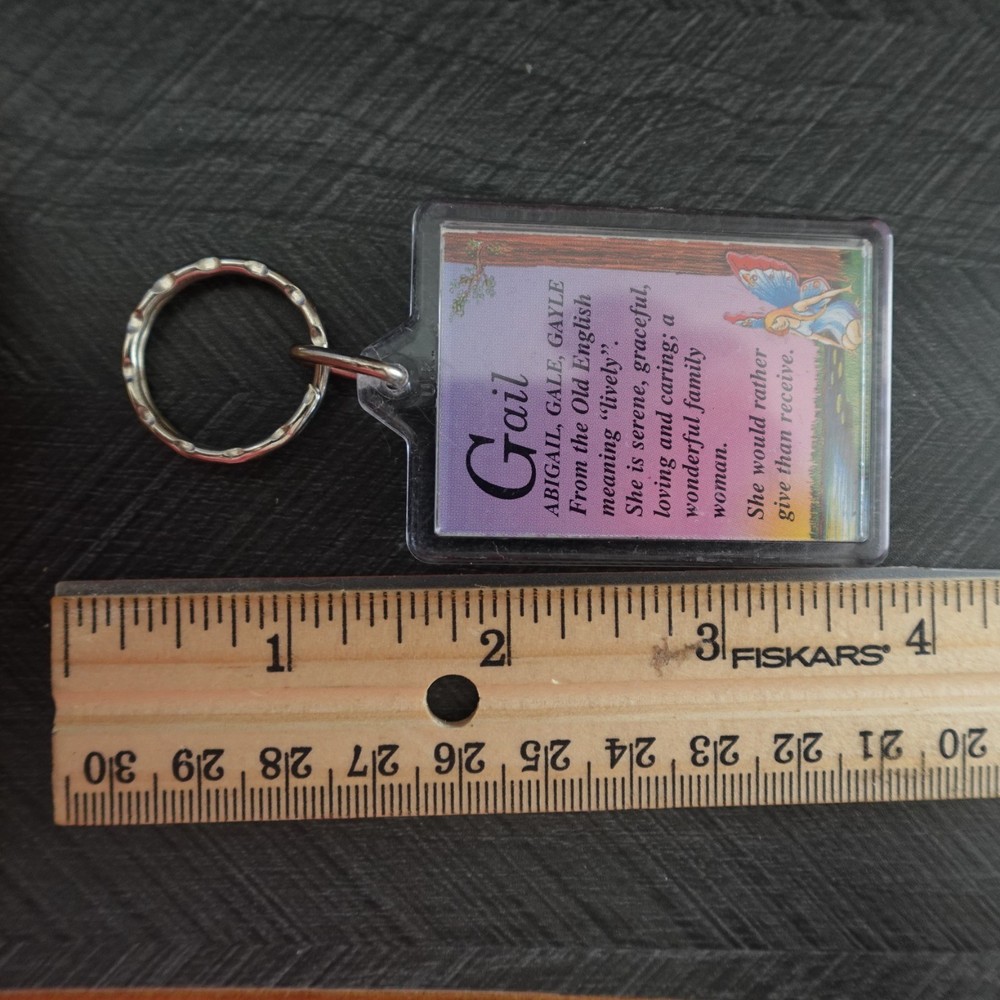 Gail
ABIGAIL, GALE, GAYLE
From the Old English
meaning “lively”.
She is serene, graceful,
loving and caring; a
wonderful family
woman.
She would rather
give than receive.
1 2 3 FISKARS® 4
30 29 28 27 26 25 24 23 22 21 20